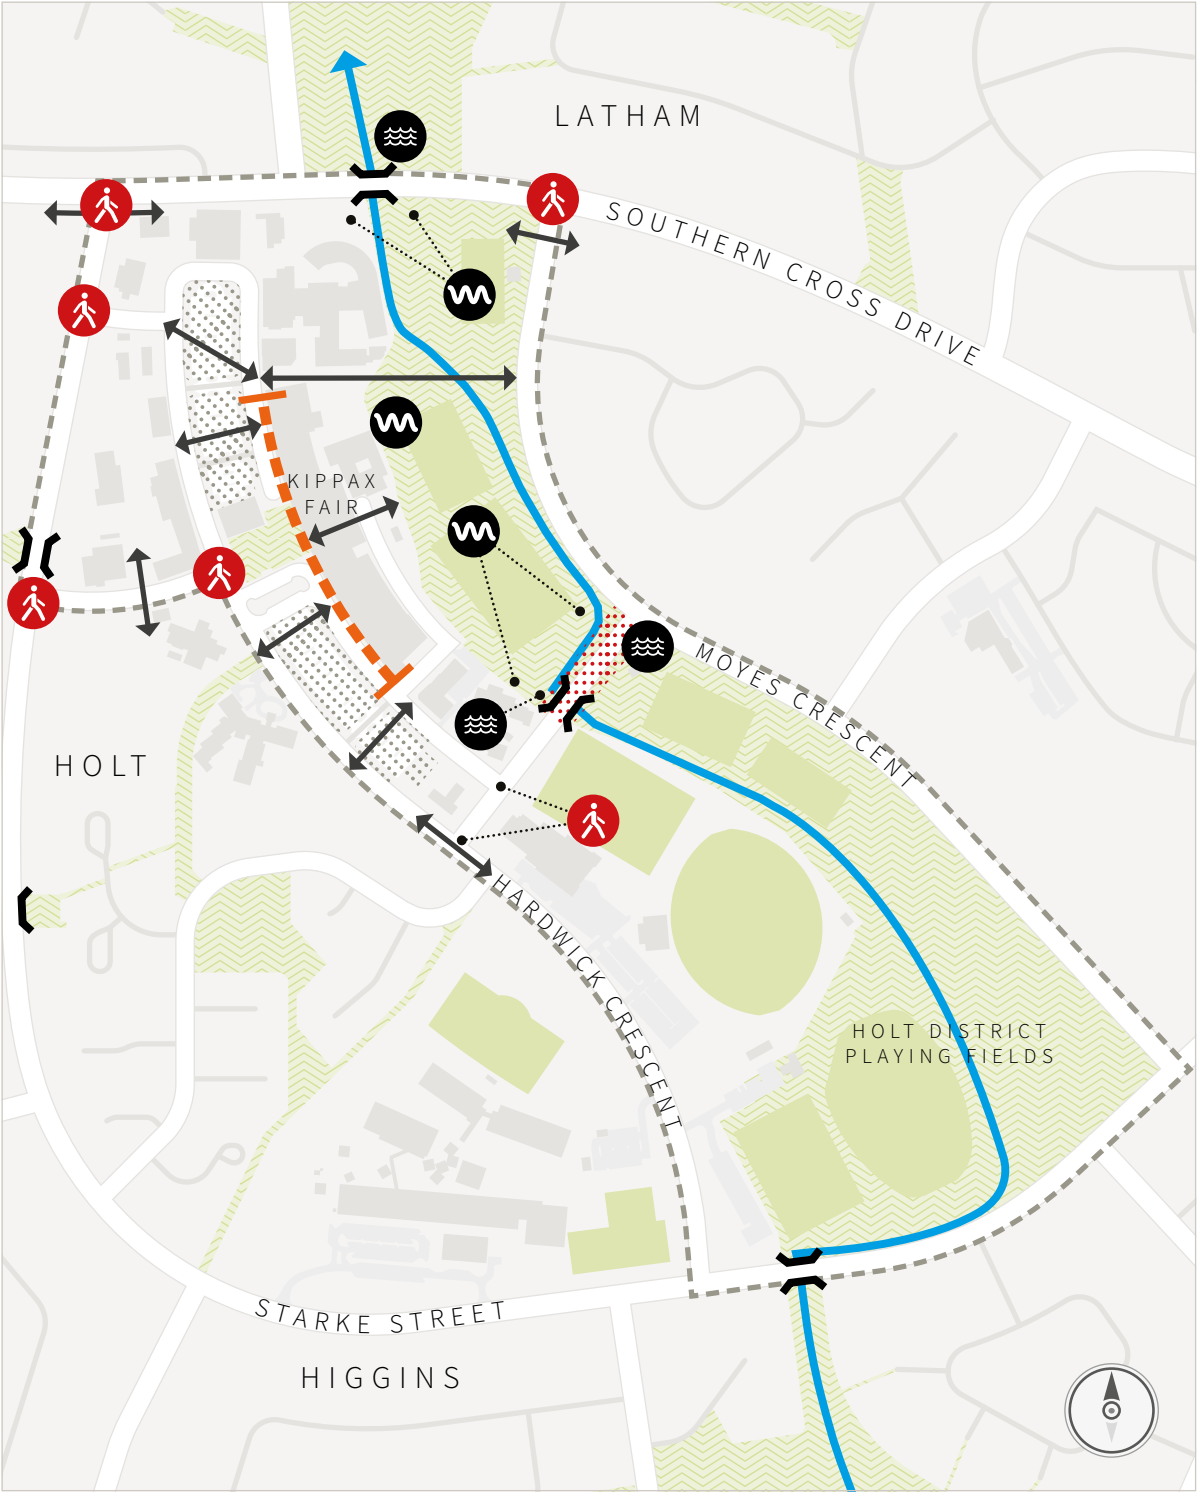 LATHAM
SOUTHERN CROSS DRIVE
KIPPAX
FAIR
MOYES CRESCENT
HOLT
HARDWICK CRESCENT
HOLT DISTRICT
PLAYING FIELDS
STARKE STREET
HIGGINS